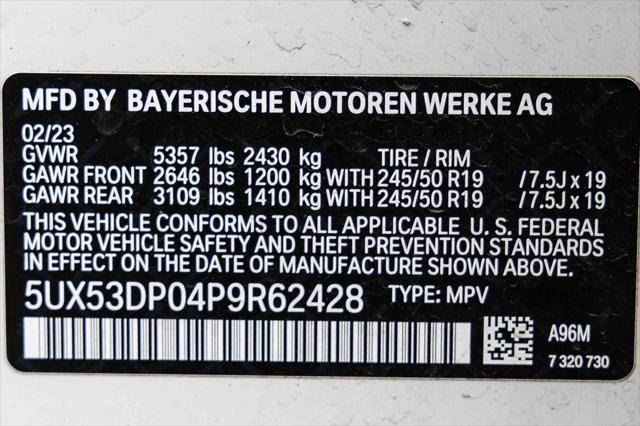 MFD BY BAYERISCHE MOTOREN WERKE AG
02/23
GVWR 5357 lbs 2430 kg TIRE / RIM
GAWR FRONT 2646 lbs 1200 kg WITH 245/50 R19 / 7.5J x 19
GAWR REAR 3109 lbs 1410 kg WITH 245/50 R19 / 7.5J x 19
THIS VEHICLE CONFORMS TO ALL APPLICABLE U. S. FEDERAL
MOTOR VEHICLE SAFETY AND THEFT PREVENTION STANDARDS
IN EFFECT ON THE DATE OF MANUFACTURE SHOWN ABOVE.
5UX53DP04P9R62428 TYPE: MPV
A96M
7 320 730